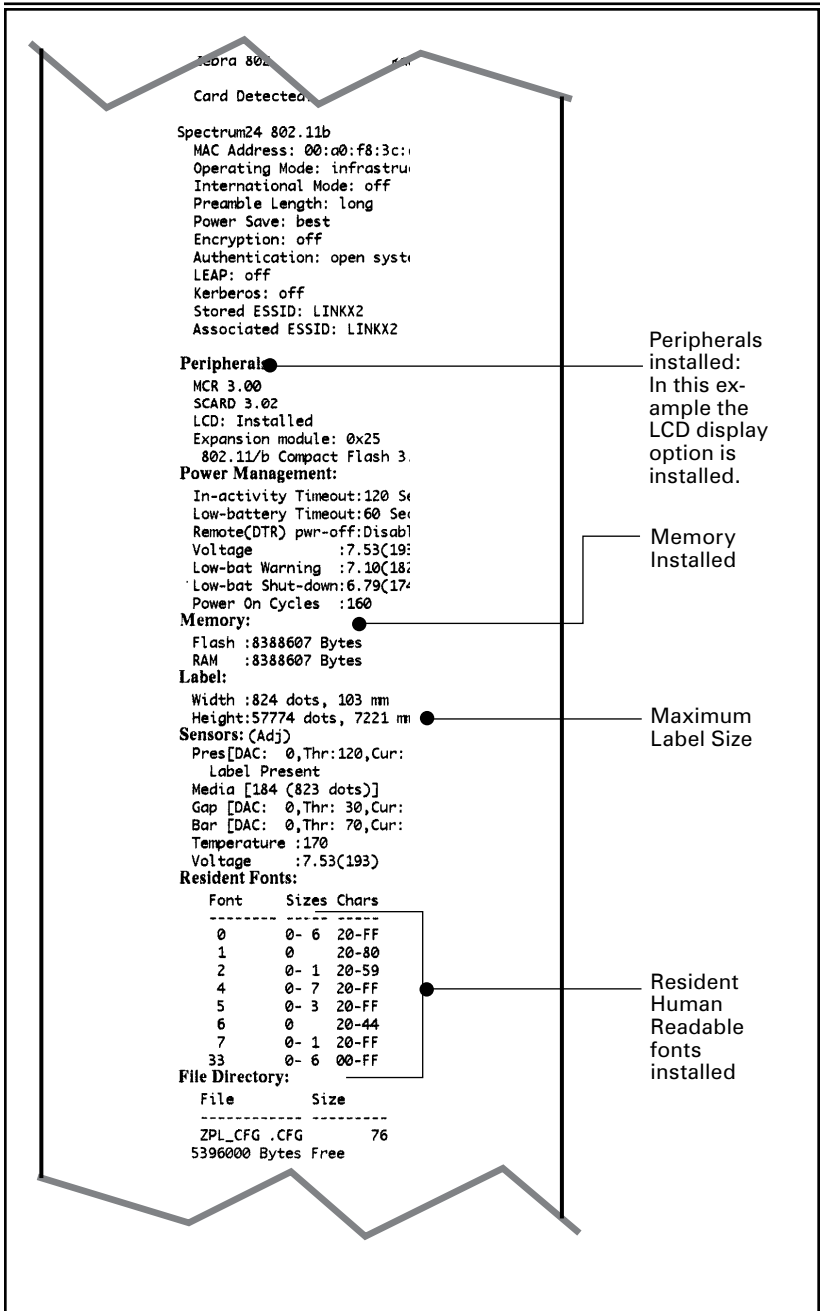 Zebra 802
Card Detected:
Spectrum24 802.11b
MAC Address: 00:a0:f8:3c:
Operating Mode: infrastru
International Mode: off
Preamble Length: long
Power Save: best
Encryption: off
Authentication: open syste
LEAP: off
Kerberos: off
Stored ESSID: LINKX2
Associated ESSID: LINKX2
Peripherals
MCR 3.00
SCARD 3.02
LCD: Installed
Expansion module: 0x25
802.11/b Compact Flash 3.
Power Management:
In-activity Timeout:120 Se
Low-battery Timeout:60 Sec
Remote(DTR) pwr-off:Disabl
Voltage :7.53(193
Low-bat Warning :7.10(182
Low-bat Shut-down:6.79(174
Power On Cycles :160
Memory:
Flash :8388607 Bytes
RAM :8388607 Bytes
Label:
Width :824 dots, 103 mm
Height:57774 dots, 7221 mm
Sensors: (Adj)
Pres[DAC: 0,Thr:120,Cur:
Label Present
Media [184 (823 dots)]
Gap [DAC: 0,Thr: 30,Cur:
Bar [DAC: 0,Thr: 70,Cur:
Temperature :170
Voltage :7.53(193)
Resident Fonts:
Font Sizes Chars
-------- ----- -----
0 0- 6 20-FF
1 0 20-80
2 0- 1 20-59
4 0- 7 20-FF
5 0- 3 20-FF
6 0 20-44
7 0- 1 20-FF
33 0- 6 00-FF
File Directory:
File Size
------------ ---------
ZPL_CFG .CFG 76
5396000 Bytes Free
Peripherals
installed:
In this ex-
ample the
LCD display
option is
installed.
Memory
Installed
Maximum
Label Size
Resident
Human
Readable
fonts
installed